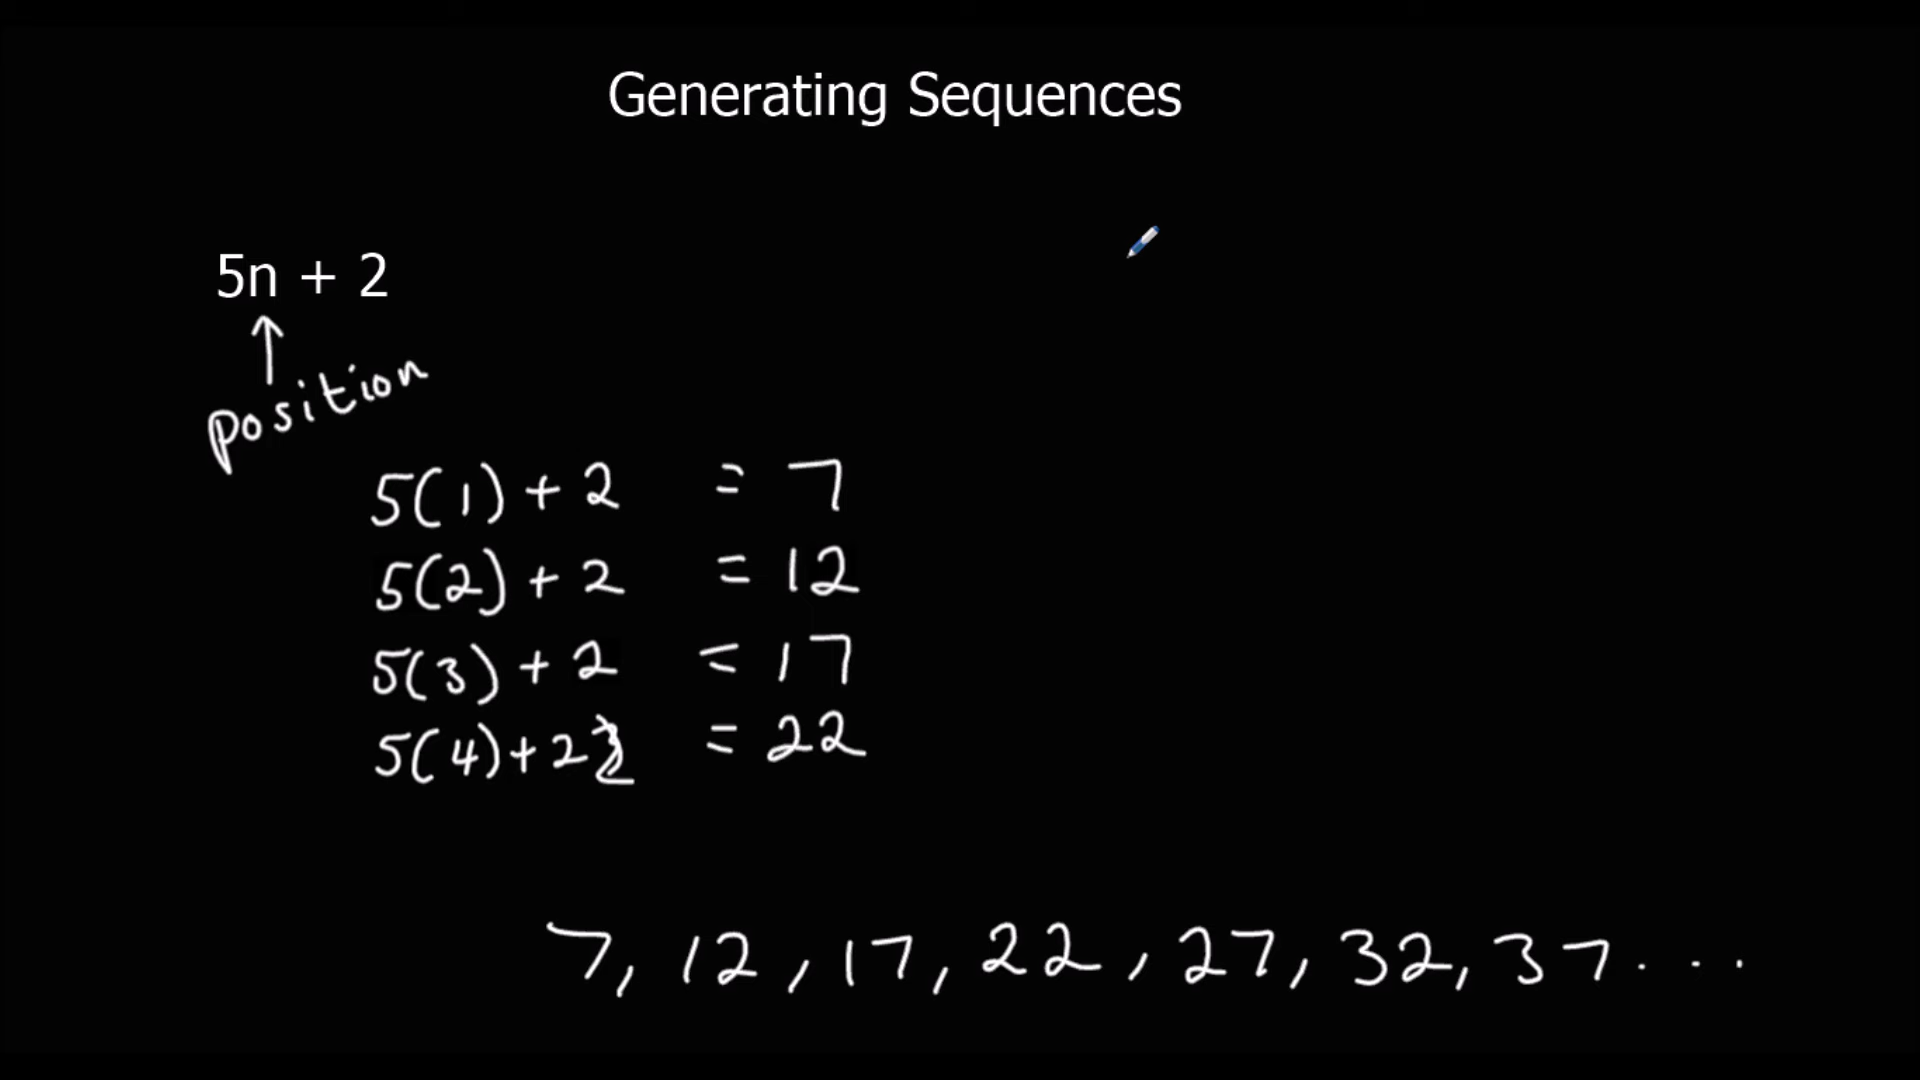 Generating Sequences
5n + 2
↑
position
5(1) + 2 = 7
5(2) + 2 = 12
5(3) + 2 = 17
5(4) + 2 = 22
7, 12, 17, 22, 27, 32, 37 . . .